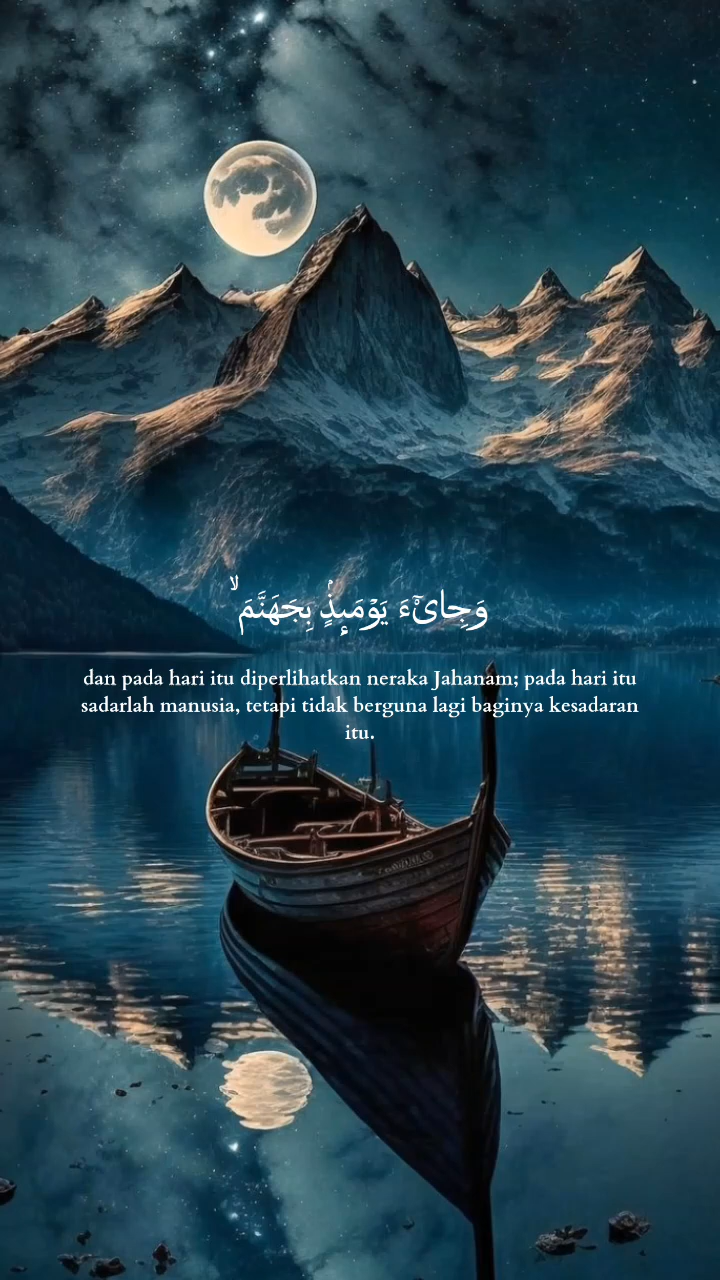 وَجِا۟ىْٓءَ يَوْمَىِٕذٍۢ بِجَهَنَّمَ ۙ
dan pada hari itu diperlihatkan neraka Jahanam; pada hari itu
sadarlah manusia, tetapi tidak berguna lagi baginya kesadaran
itu.